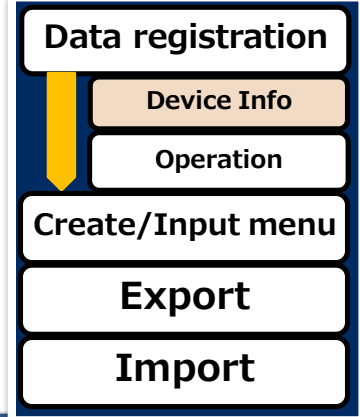 Data registration
Device Info
Operation
Create/Input menu
Export
Import